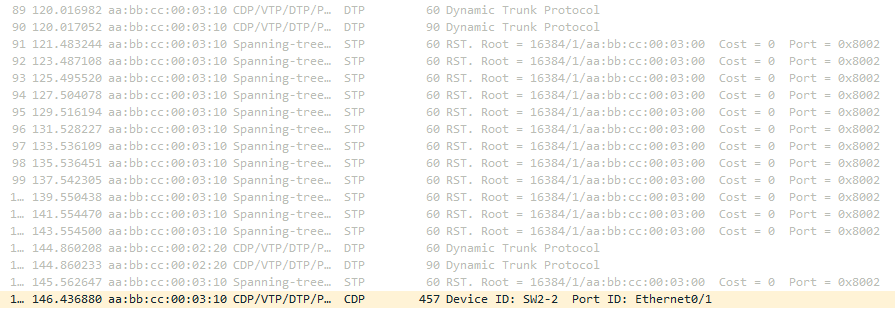 89 120.016982 aa:bb:cc:00:03:10 CDP/VTP/DTP/P… DTP 60 Dynamic Trunk Protocol
90 120.017052 aa:bb:cc:00:03:10 CDP/VTP/DTP/P… DTP 90 Dynamic Trunk Protocol
91 121.483244 aa:bb:cc:00:03:10 Spanning-tree… STP 60 RST. Root = 16384/1/aa:bb:cc:00:03:00 Cost = 0 Port = 0x8002
92 123.487108 aa:bb:cc:00:03:10 Spanning-tree… STP 60 RST. Root = 16384/1/aa:bb:cc:00:03:00 Cost = 0 Port = 0x8002
93 125.495520 aa:bb:cc:00:03:10 Spanning-tree… STP 60 RST. Root = 16384/1/aa:bb:cc:00:03:00 Cost = 0 Port = 0x8002
94 127.504078 aa:bb:cc:00:03:10 Spanning-tree… STP 60 RST. Root = 16384/1/aa:bb:cc:00:03:00 Cost = 0 Port = 0x8002
95 129.516194 aa:bb:cc:00:03:10 Spanning-tree… STP 60 RST. Root = 16384/1/aa:bb:cc:00:03:00 Cost = 0 Port = 0x8002
96 131.528227 aa:bb:cc:00:03:10 Spanning-tree… STP 60 RST. Root = 16384/1/aa:bb:cc:00:03:00 Cost = 0 Port = 0x8002
97 133.536109 aa:bb:cc:00:03:10 Spanning-tree… STP 60 RST. Root = 16384/1/aa:bb:cc:00:03:00 Cost = 0 Port = 0x8002
98 135.536451 aa:bb:cc:00:03:10 Spanning-tree… STP 60 RST. Root = 16384/1/aa:bb:cc:00:03:00 Cost = 0 Port = 0x8002
99 137.542305 aa:bb:cc:00:03:10 Spanning-tree… STP 60 RST. Root = 16384/1/aa:bb:cc:00:03:00 Cost = 0 Port = 0x8002
1… 139.550438 aa:bb:cc:00:03:10 Spanning-tree… STP 60 RST. Root = 16384/1/aa:bb:cc:00:03:00 Cost = 0 Port = 0x8002
1… 141.554470 aa:bb:cc:00:03:10 Spanning-tree… STP 60 RST. Root = 16384/1/aa:bb:cc:00:03:00 Cost = 0 Port = 0x8002
1… 143.554500 aa:bb:cc:00:03:10 Spanning-tree… STP 60 RST. Root = 16384/1/aa:bb:cc:00:03:00 Cost = 0 Port = 0x8002
1… 144.860208 aa:bb:cc:00:02:20 CDP/VTP/DTP/P… DTP 60 Dynamic Trunk Protocol
1… 144.860233 aa:bb:cc:00:02:20 CDP/VTP/DTP/P… DTP 90 Dynamic Trunk Protocol
1… 145.562647 aa:bb:cc:00:03:10 Spanning-tree… STP 60 RST. Root = 16384/1/aa:bb:cc:00:03:00 Cost = 0 Port = 0x8002
1… 146.436880 aa:bb:cc:00:03:10 CDP/VTP/DTP/P… CDP 457 Device ID: SW2-2 Port ID: Ethernet0/1